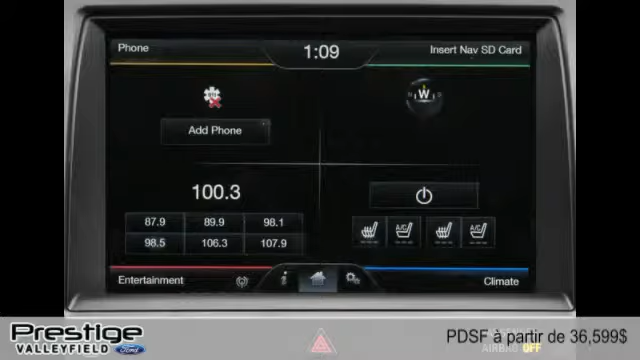 Phone
1:09
Insert Nav SD Card
W
Add Phone
100.3
87.9 89.9 98.1
98.5 106.3 107.9
A/C A/C
Entertainment
Climate
Prestige
VALLEYFIELD Ford
PDSF à partir de 36,599$
AIRBAG OFF